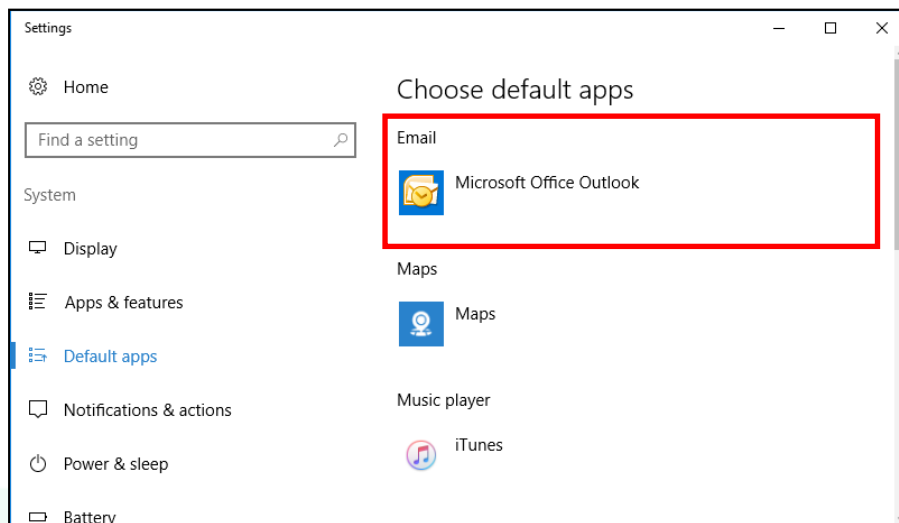 Settings
Home
Find a setting
System
Display
Apps & features
Default apps
Notifications & actions
Power & sleep
Battery
Choose default apps
Email
Microsoft Office Outlook
Maps
Maps
Music player
iTunes